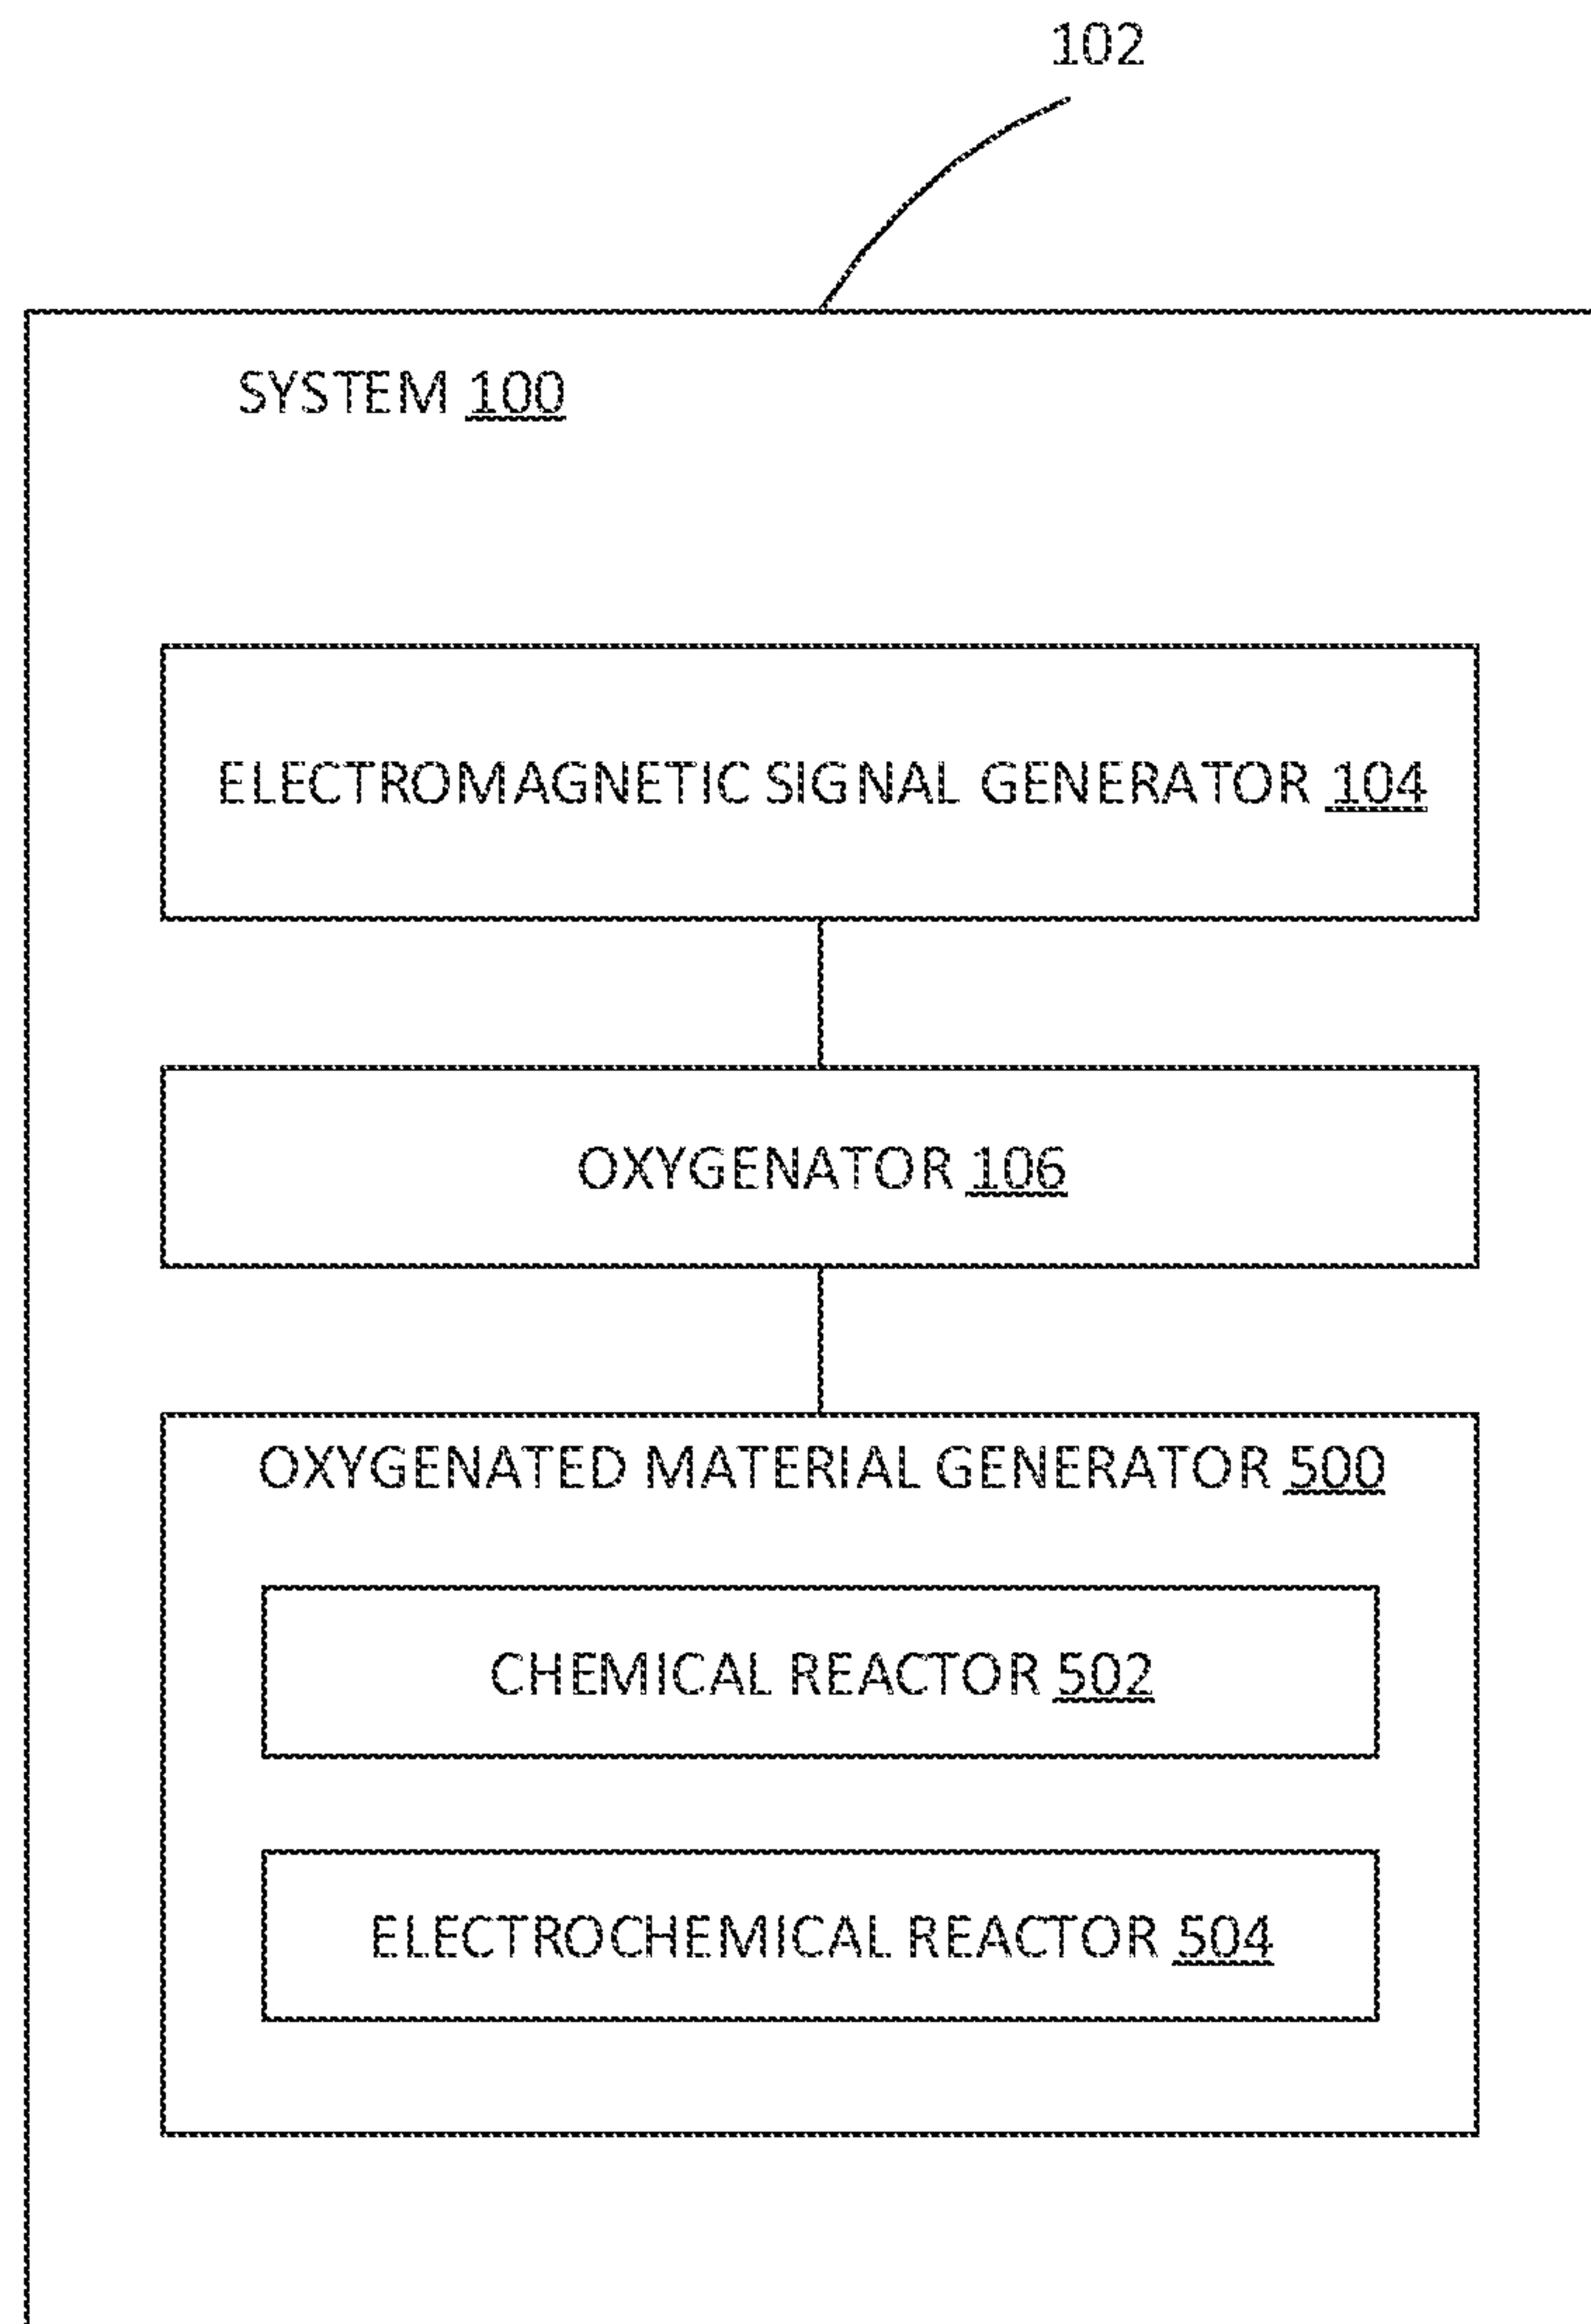 102
SYSTEM 100
ELECTROMAGNETIC SIGNAL GENERATOR 104
OXYGENATOR 106
OXYGENATED MATERIAL GENERATOR 500
CHEMICAL REACTOR 502
ELECTROCHEMICAL REACTOR 504